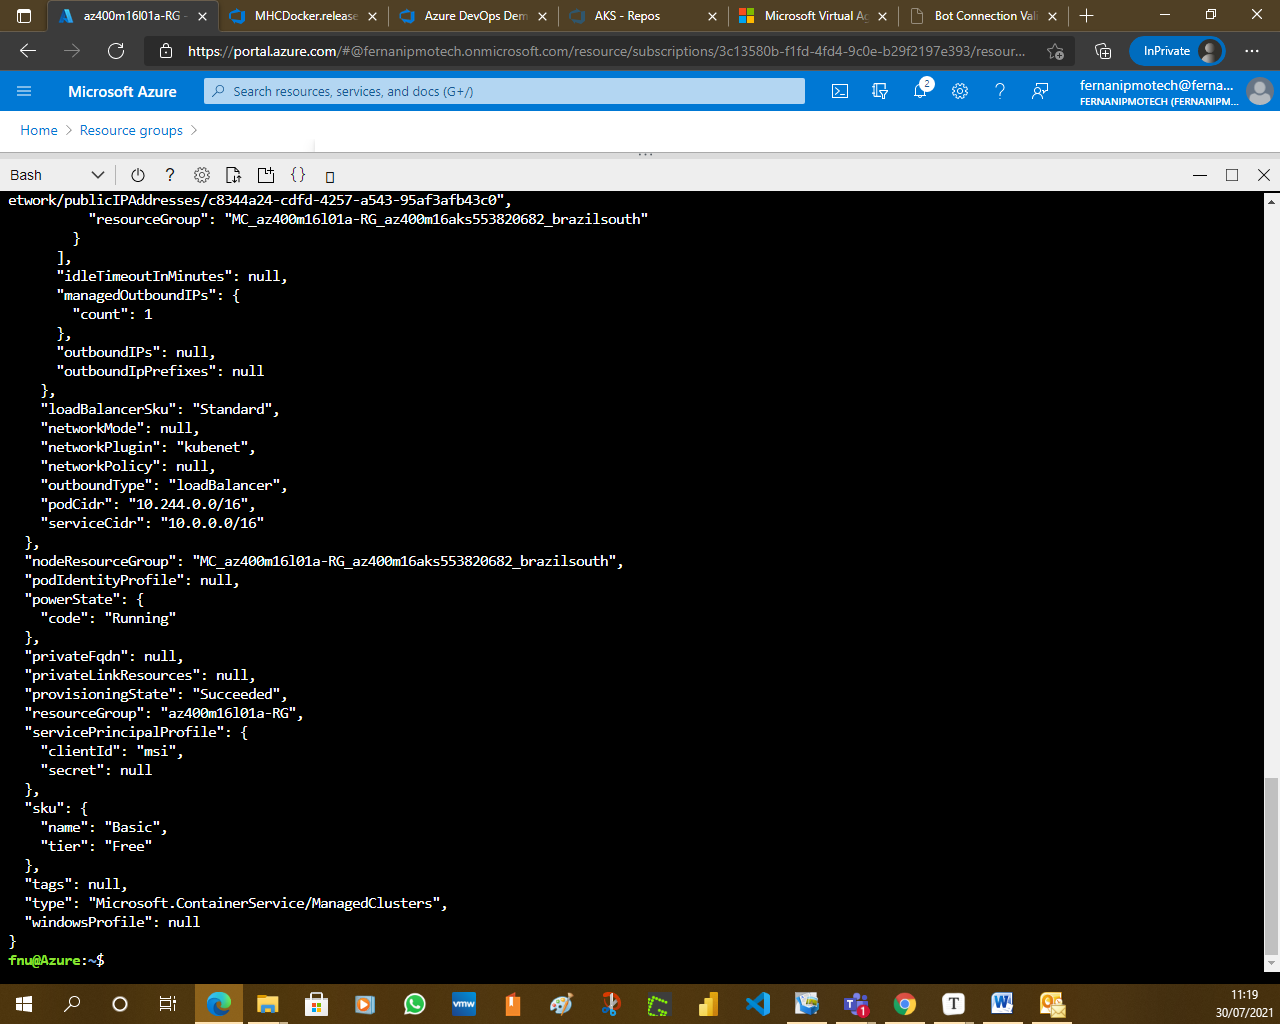 az400m16l01a-RG -
MHCDocker.release
Azure DevOps Dem
AKS - Repos
Microsoft Virtual Ag
Bot Connection Vali
https://portal.azure.com/#@fernanipmotech.onmicrosoft.com/resource/subscriptions/3c13580b-f1fd-4fd4-9c0e-b29f2197e393/resour...
InPrivate
Microsoft Azure
Search resources, services, and docs (G+/)
2
fernanipmotech@ferna...
FERNANIPMOTECH (FERNANIPM...
Home > Resource groups >
Bash
etwork/publicIPAddresses/c8344a24-cdfd-4257-a543-95af3afb43c0",
"resourceGroup": "MC_az400m16l01a-RG_az400m16aks553820682_brazilsouth"
}
],
"idleTimeoutInMinutes": null,
"managedOutboundIPs": {
"count": 1
},
"outboundIPs": null,
"outboundIpPrefixes": null
},
"loadBalancerSku": "Standard",
"networkMode": null,
"networkPlugin": "kubenet",
"networkPolicy": null,
"outboundType": "loadBalancer",
"podCidr": "10.244.0.0/16",
"serviceCidr": "10.0.0.0/16"
},
"nodeResourceGroup": "MC_az400m16l01a-RG_az400m16aks553820682_brazilsouth",
"podIdentityProfile": null,
"powerState": {
"code": "Running"
},
"privateFqdn": null,
"privateLinkResources": null,
"provisioningState": "Succeeded",
"resourceGroup": "az400m16l01a-RG",
"servicePrincipalProfile": {
"clientId": "msi",
"secret": null
},
"sku": {
"name": "Basic",
"tier": "Free"
},
"tags": null,
"type": "Microsoft.ContainerService/ManagedClusters",
"windowsProfile": null
}
fnu@Azure:~$
vmw
1
T
11:19
30/07/2021